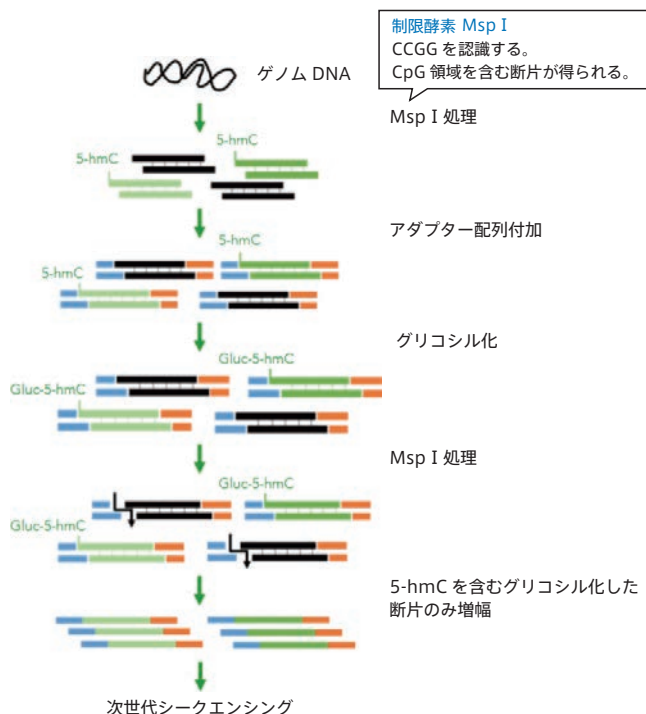 制限酵素 Msp I
CCGG を認識する。
CpG 領域を含む断片が得られる。
ゲノム DNA
Msp I 処理
5-hmC
5-hmC
アダプター配列付加
5-hmC
5-hmC
グリコシル化
Gluc-5-hmC
Gluc-5-hmC
Msp I 処理
Gluc-5-hmC
Gluc-5-hmC
5-hmC を含むグリコシル化した
断片のみ増幅
次世代シークエンシング